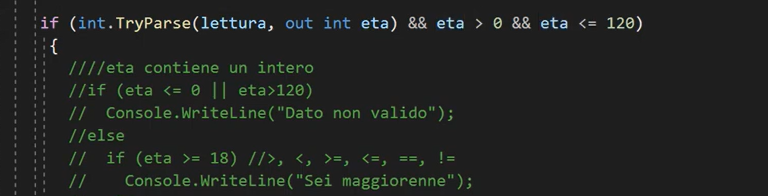 if (int.TryParse(lettura, out int eta) && eta > 0 && eta <= 120)
{
////eta contiene un intero
//if (eta <= 0 || eta>120)
//  Console.WriteLine("Dato non valido");
//else
//  if (eta >= 18) //>, <, >=, <=, ==, !=
//    Console.WriteLine("Sei maggiorenne");